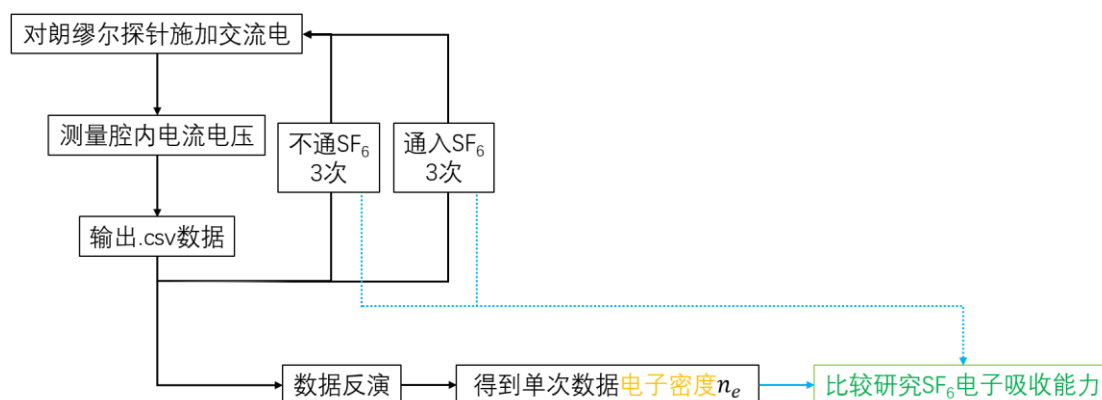 对朗缪尔探针施加交流电
测量腔内电流电压
不通SF₆
3次
通入SF₆
3次
输出.csv数据
数据反演
得到单次数据电子密度nₑ
比较研究SF₆电子吸收能力